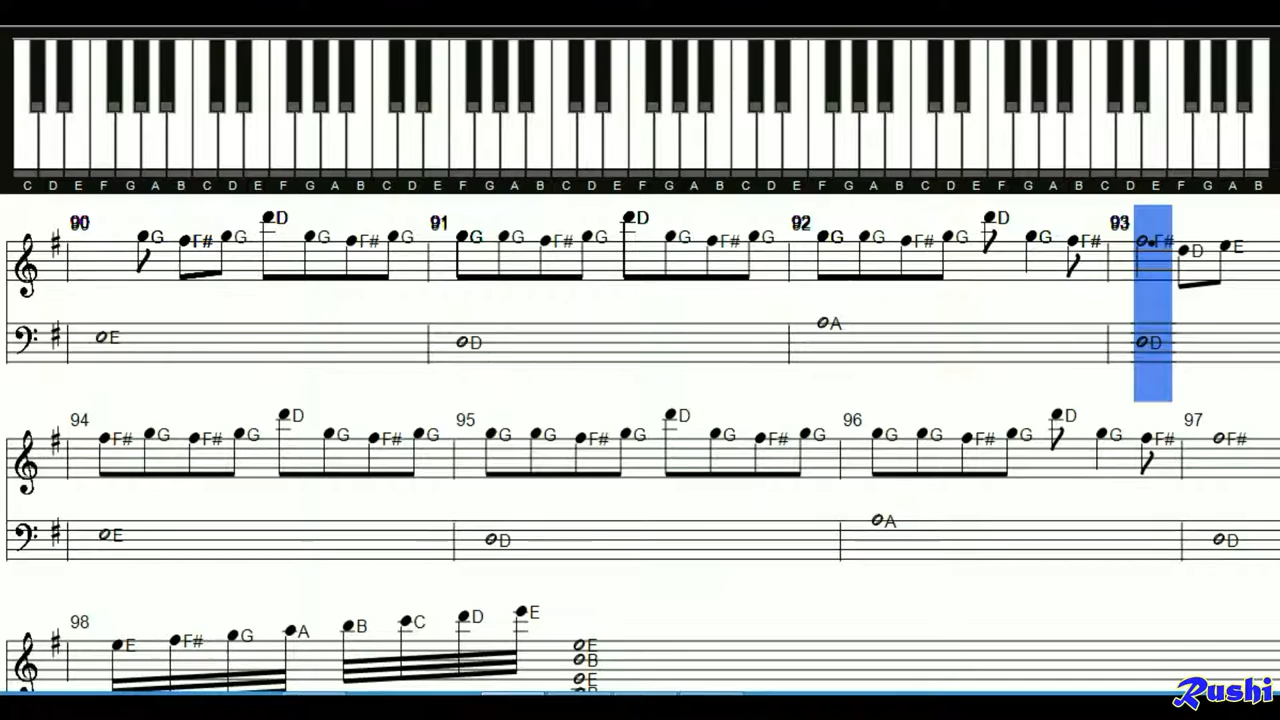 C D E F G A B C D E F G A B C D E F G A B C D E F G A B C D E F G A B C D E F G A B C D E F G A B
90 91 92 93
G F# G D G F# G G G F# G D G F# G G G F# G D G F# F# D E
E D A D
94 95 96 97
F# G F# G D G F# G G G F# G D G F# G G G F# G D G F# F#
E D A D
98
E F# G A B C D E E
B
E
B
Rushi